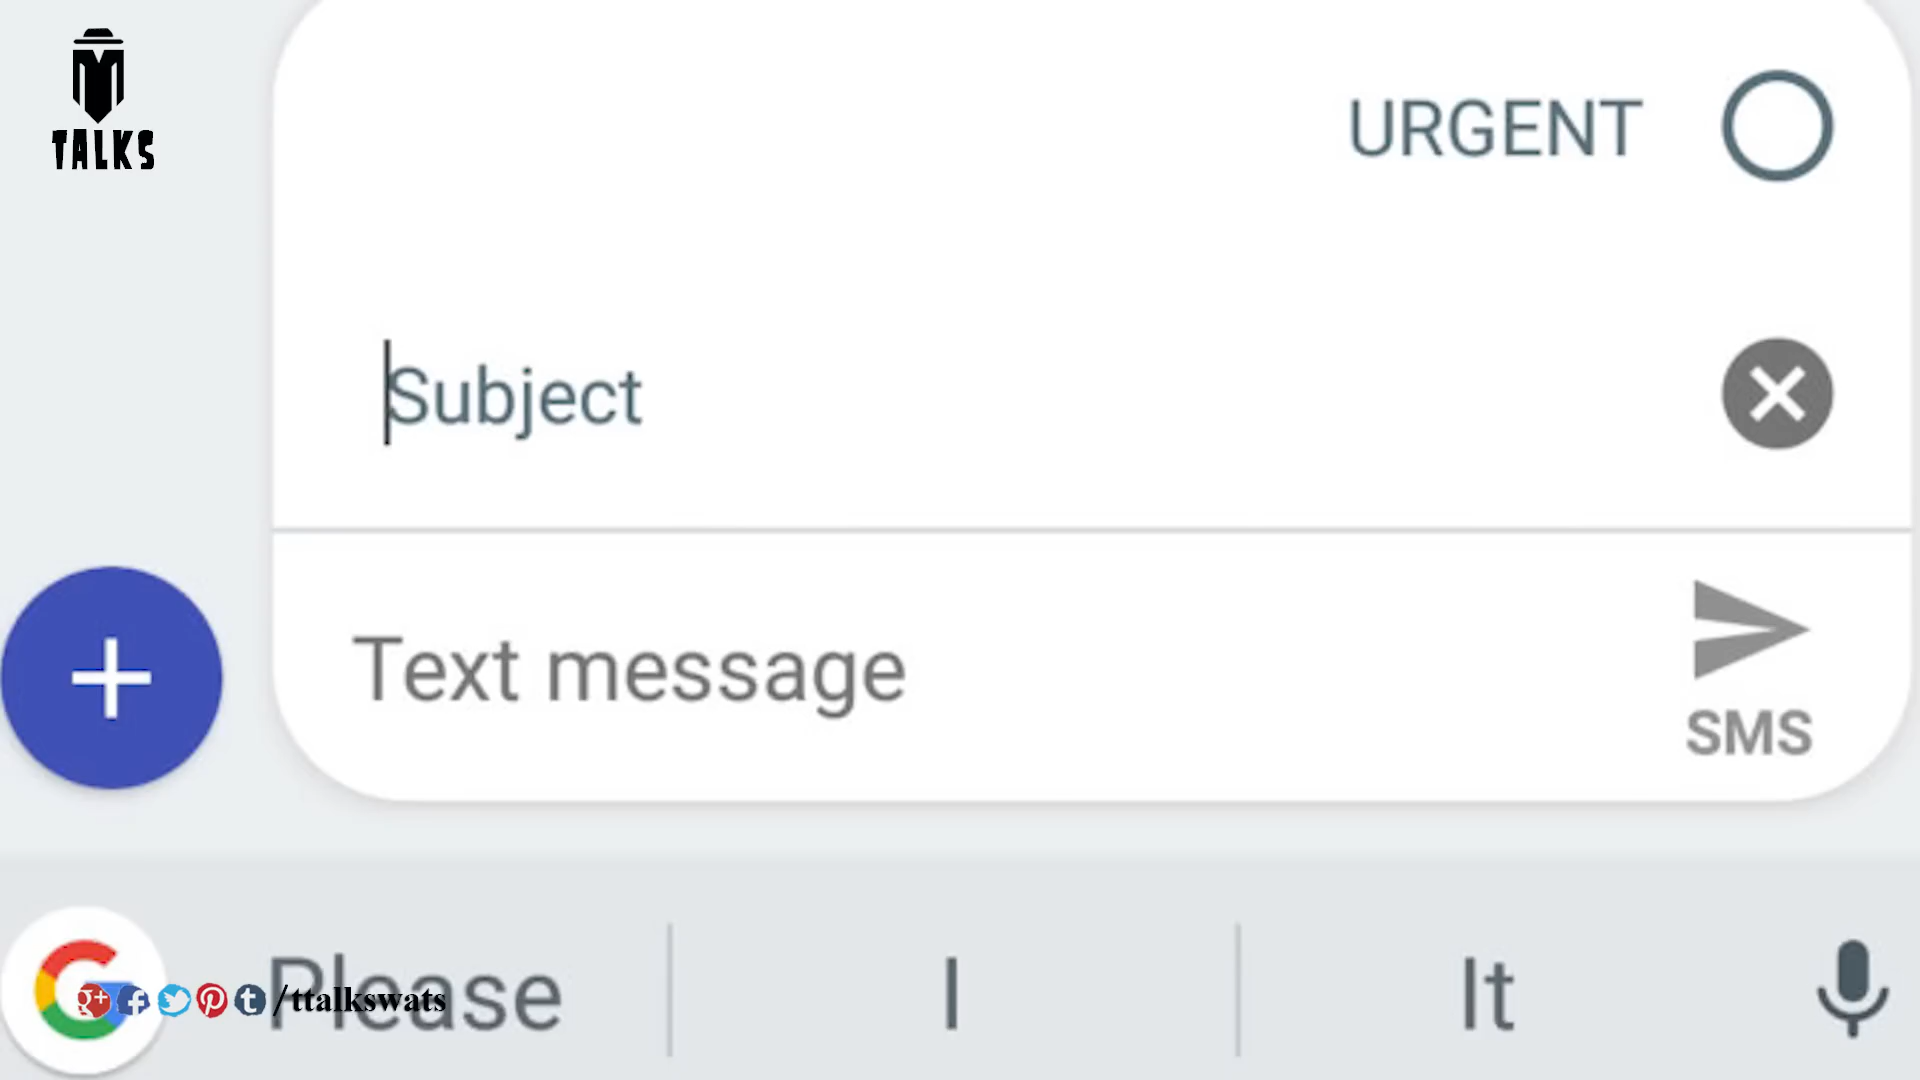 TALKS
URGENT
Subject
Text message
SMS
Please I It
/ttalkswats